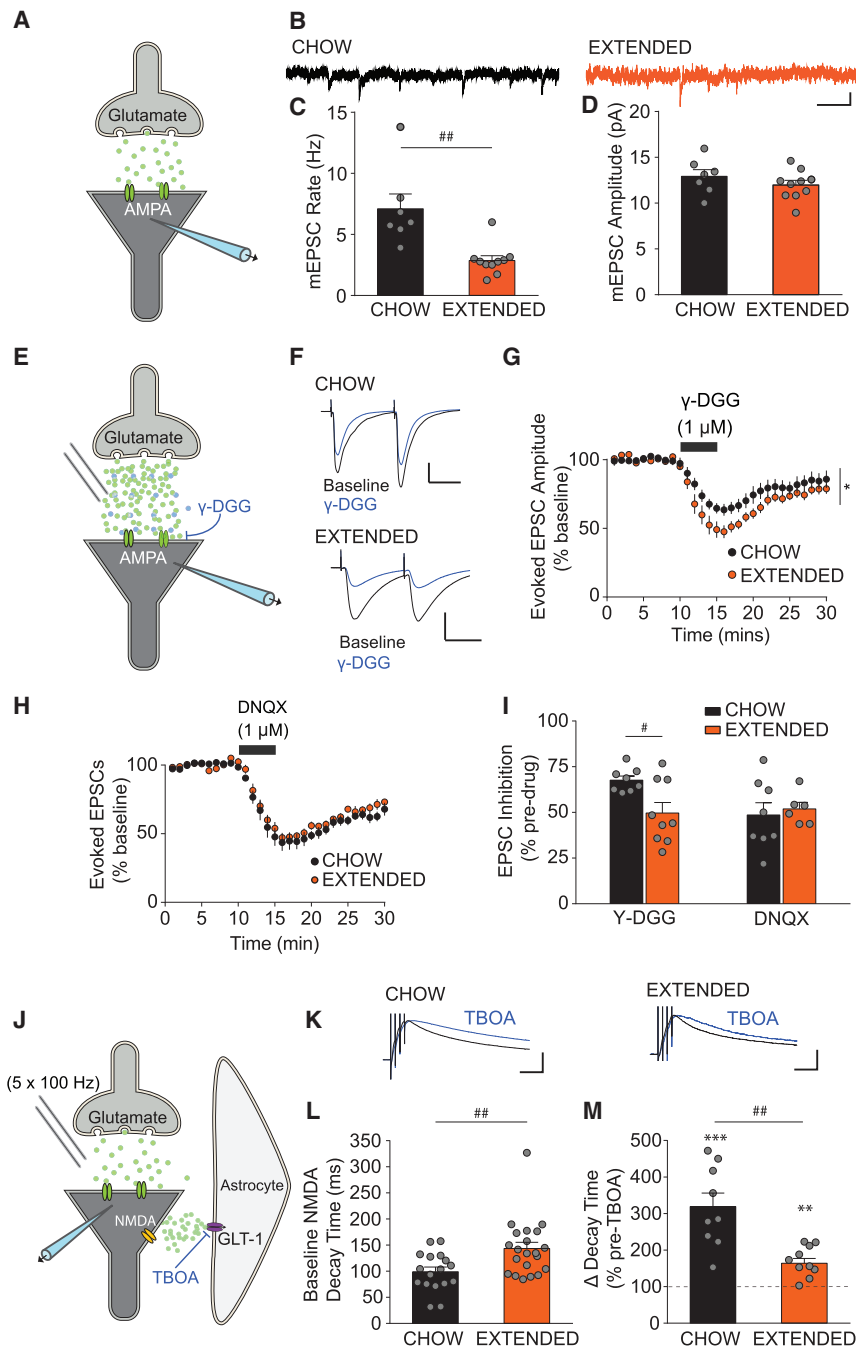 A
Glutamate
AMPA
B
CHOW
EXTENDED
C
mEPSC Rate (Hz)
15
10
5
0
##
CHOW
EXTENDED
D
mEPSC Amplitude (pA)
20
15
10
5
0
CHOW
EXTENDED
E
Glutamate
γ-DGG
AMPA
F
CHOW
Baseline
γ-DGG
EXTENDED
Baseline
γ-DGG
G
γ-DGG
(1 µM)
Evoked EPSC Ampitude
(% baseline)
100
50
0
*
CHOW
EXTENDED
0 5 10 15 20 25 30
Time (mins)
H
DNQX
(1 µM)
Evoked EPSCs
(% baseline)
100
50
0
CHOW
EXTENDED
0 5 10 15 20 25 30
Time (min)
I
CHOW
EXTENDED
EPSC Inhibition
(% pre-drug)
100
75
50
25
0
#
Y-DGG
DNQX
J
(5 x 100 Hz)
Glutamate
Astrocyte
NMDA
GLT-1
TBOA
K
CHOW
TBOA
EXTENDED
TBOA
L
Baseline NMDA
Decay Time (ms)
350
300
250
200
150
100
50
0
##
CHOW
EXTENDED
M
Δ Decay Time
(% pre-TBOA)
500
400
300
200
100
0
##
***
**
CHOW
EXTENDED